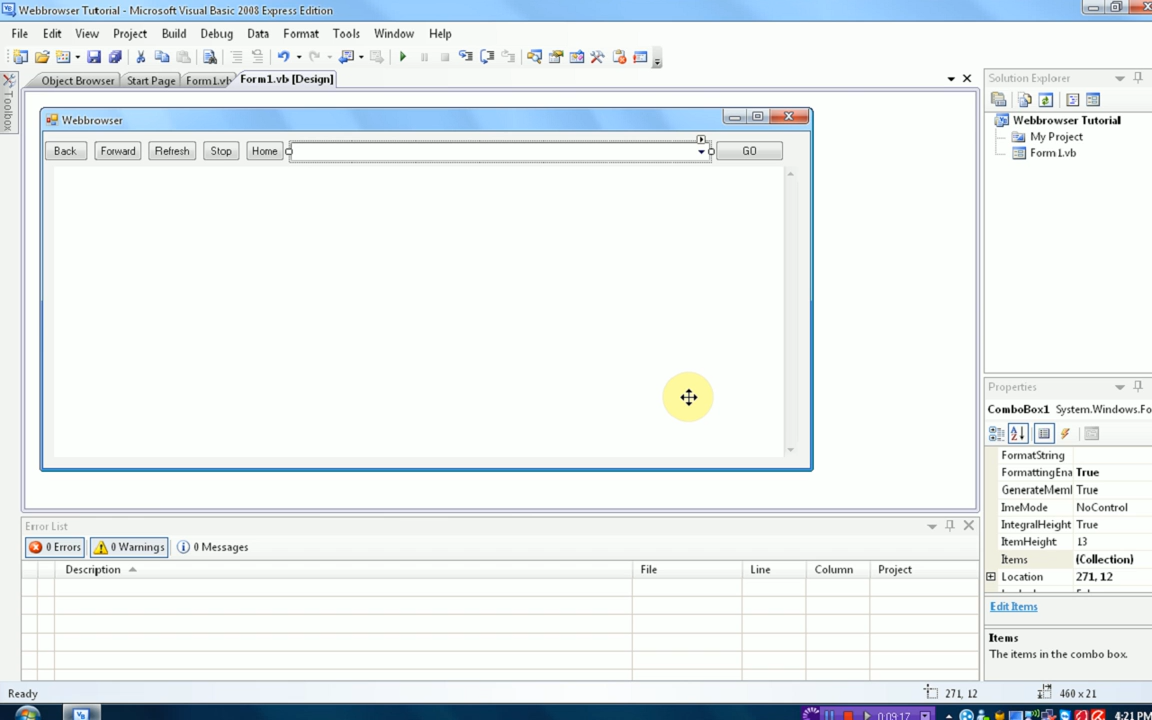 Webbrowser Tutorial - Microsoft Visual Basic 2008 Express Edition
File Edit View Project Build Debug Data Format Tools Window Help
Object Browser Start Page Form1.vb Form1.vb [Design]
Toolbox
Webbrowser
Back Forward Refresh Stop Home GO
Solution Explorer
Webbrowser Tutorial
My Project
Form1.vb
Properties
ComboBox1 System.Windows.Fo
FormatString
FormattingEna True
GenerateMeml True
ImeMode NoControl
IntegralHeight True
ItemHeight 13
Items (Collection)
Location 271, 12
Edit Items
Items
The items in the combo box.
Error List
0 Errors 0 Warnings 0 Messages
Description File Line Column Project
Ready 271, 12 460 x 21
0:09:17 4:21 PM